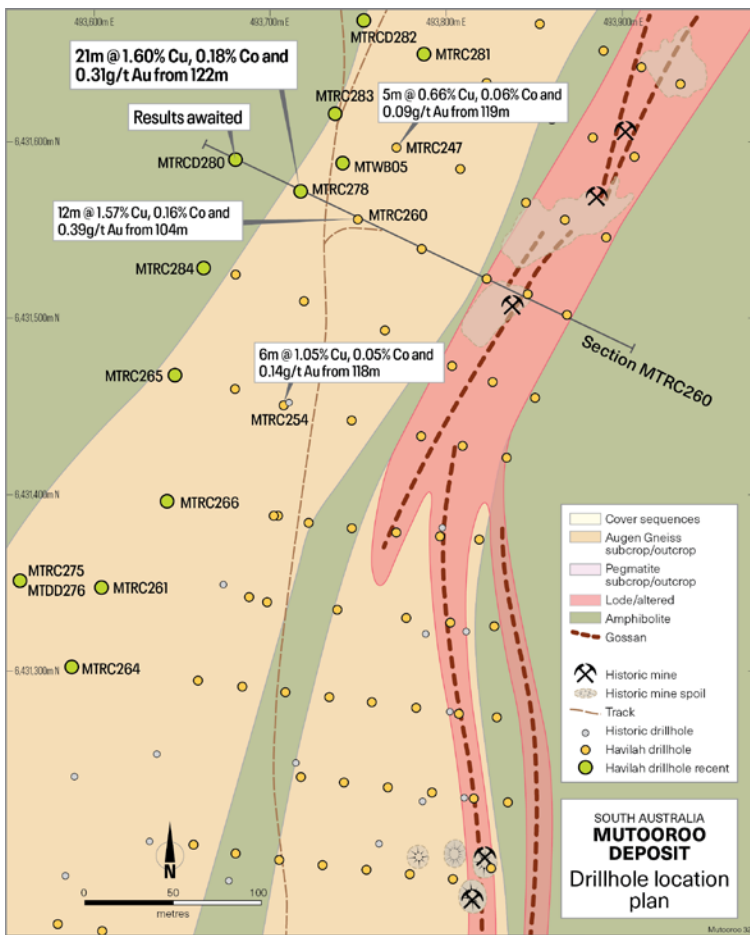 493,600m E
493,700m E
493,800m E
493,900m E
MTRCD282
21m @ 1.60% Cu, 0.18% Co and
0.31g/t Au from 122m
MTRC281
5m @ 0.66% Cu, 0.06% Co and
0.09g/t Au from 119m
MTRC283
Results awaited
6,431,600m N
MTRC247
MTRCD280
MTWB05
MTRC278
12m @ 1.57% Cu, 0.16% Co and
0.39g/t Au from 104m
MTRC260
MTRC284
6,431,500m N
Section MTRC260
6m @ 1.05% Cu, 0.05% Co and
0.14g/t Au from 118m
MTRC265
MTRC254
6,431,400m N
MTRC266
MTRC275
MTDD276
MTRC261
6,431,300m N
MTRC264
Cover sequences
Augen Gneiss
subcrop/outcrop
Pegmatite
subcrop/outcrop
Lode/altered
Amphibolite
Gossan
Historic mine
Historic mine spoil
Track
Historic drillhole
Havilah drillhole
Havilah drillhole recent
N
0 50 100
metres
SOUTH AUSTRALIA
MUTOOROO
DEPOSIT
Drillhole location
plan